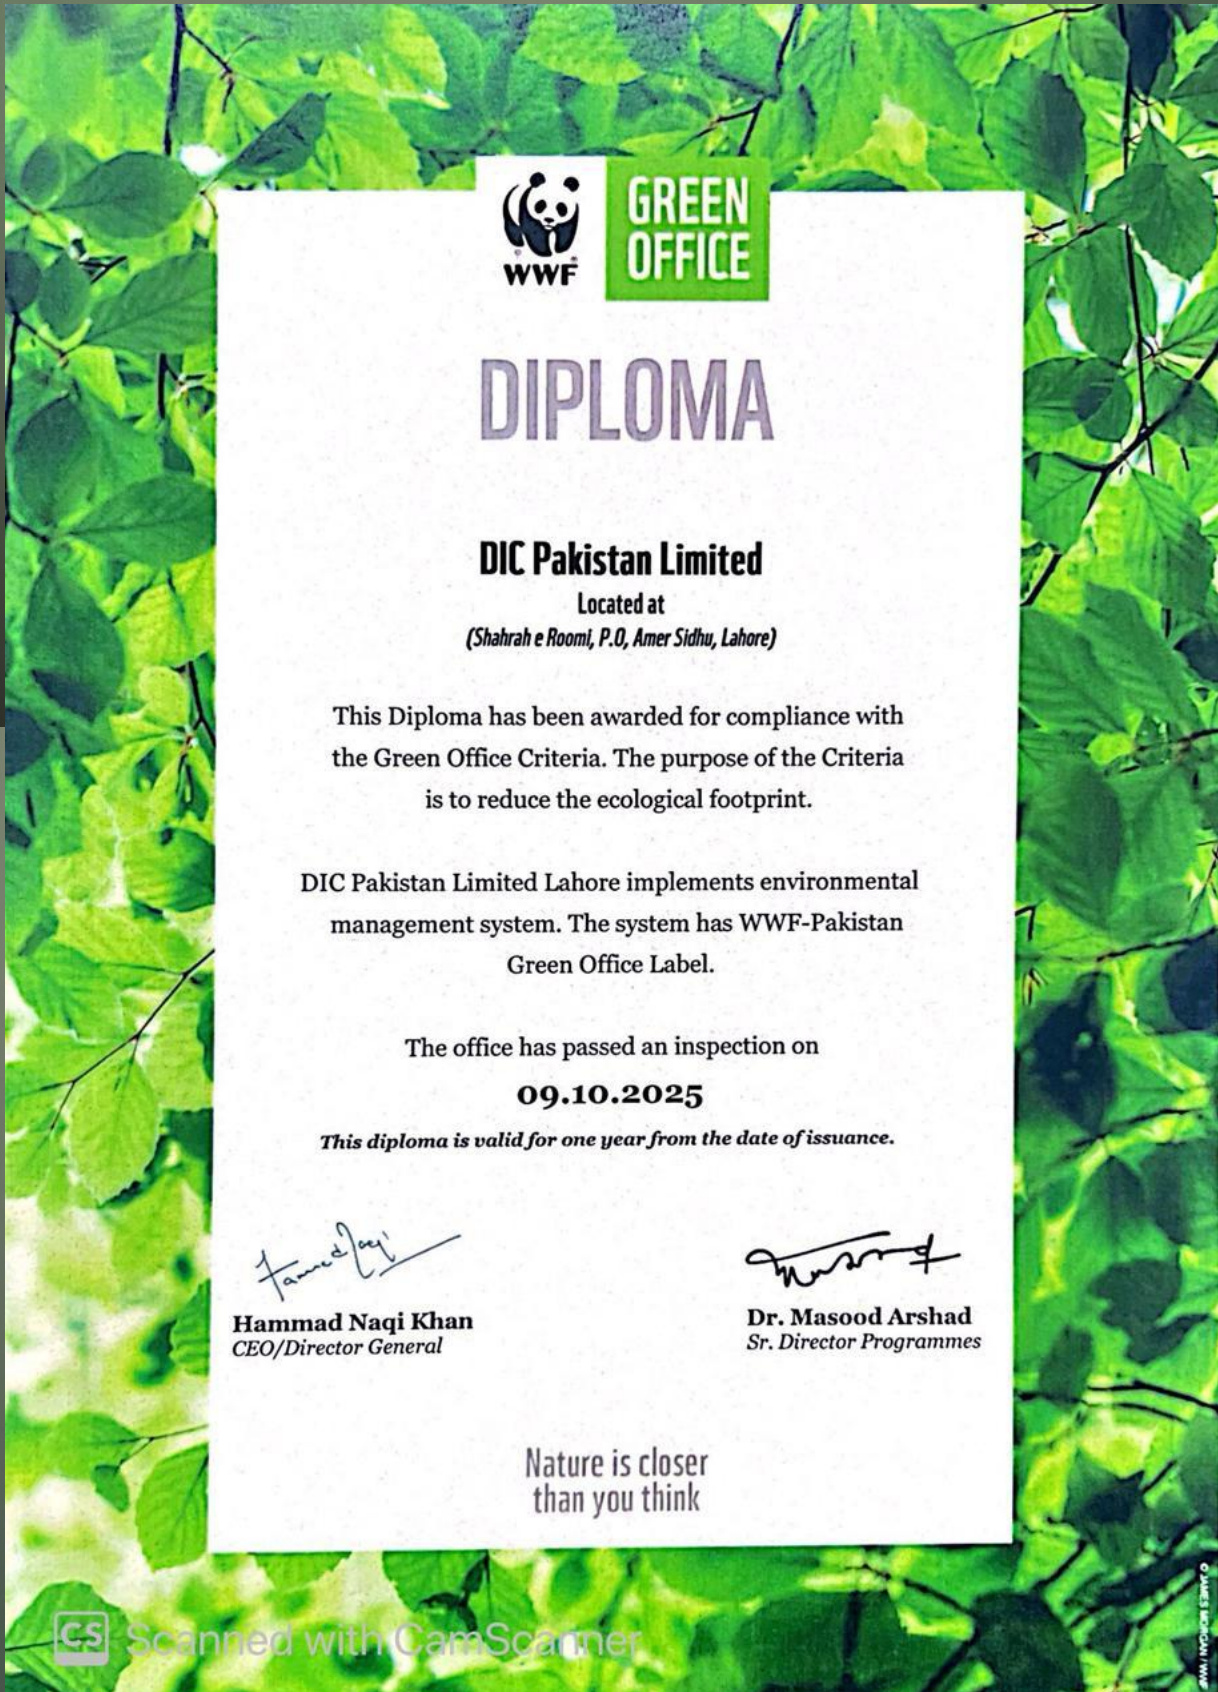 WWF
GREEN
OFFICE
DIPLOMA
DIC Pakistan Limited
Located at
(Shahrah e Roomi, P.O, Amer Sidhu, Lahore)
This Diploma has been awarded for compliance with
the Green Office Criteria. The purpose of the Criteria
is to reduce the ecological footprint.
DIC Pakistan Limited Lahore implements environmental
management system. The system has WWF-Pakistan
Green Office Label.
The office has passed an inspection on
09.10.2025
This diploma is valid for one year from the date of issuance.
Hammad Naqi Khan
CEO/Director General
Dr. Masood Arshad
Sr. Director Programmes
Nature is closer
than you think
CS Scanned with CamScanner
© JAMES MORGAN / WWF